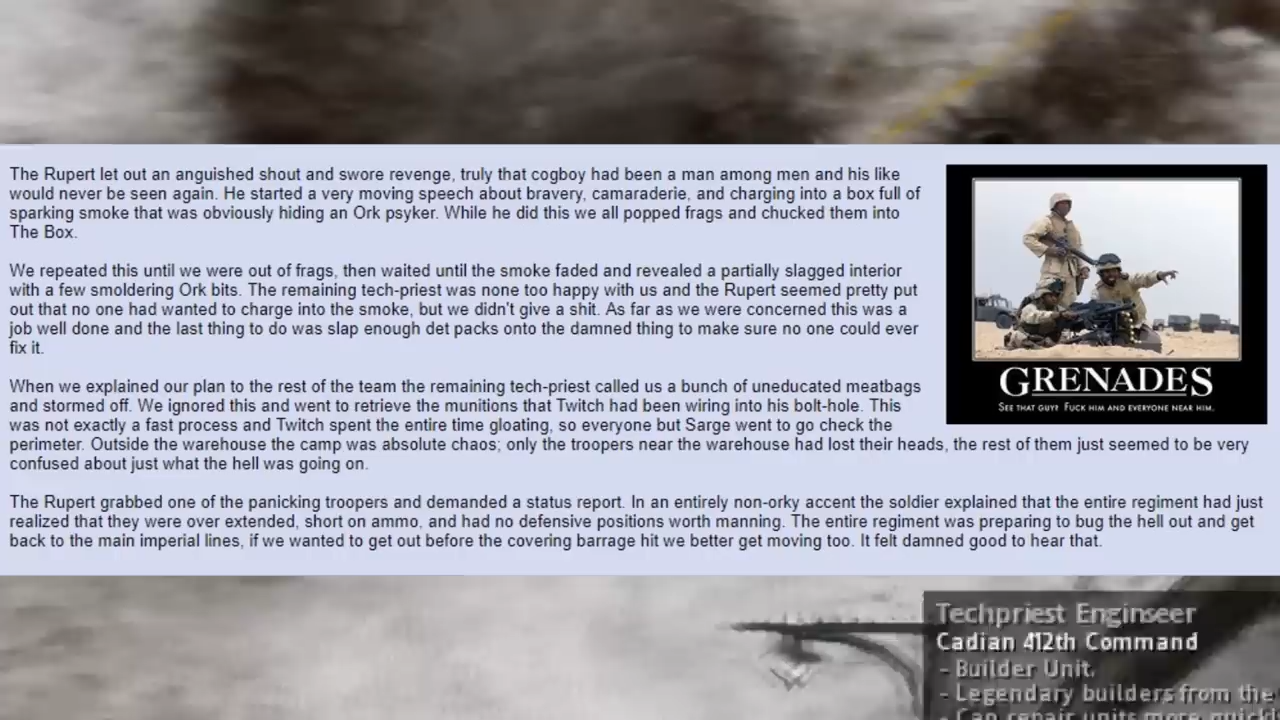 The Rupert let out an anguished shout and swore revenge, truly that cogboy had been a man among men and his like
would never be seen again. He started a very moving speech about bravery, camaraderie, and charging into a box full of
sparking smoke that was obviously hiding an Ork psyker. While he did this we all popped frags and chucked them into
The Box.
We repeated this until we were out of frags, then waited until the smoke faded and revealed a partially slagged interior
with a few smoldering Ork bits. The remaining tech-priest was none too happy with us and the Rupert seemed pretty put
out that no one had wanted to charge into the smoke, but we didn't give a shit. As far as we were concerned this was a
job well done and the last thing to do was slap enough det packs onto the damned thing to make sure no one could ever
fix it.
When we explained our plan to the rest of the team the remaining tech-priest called us a bunch of uneducated meatbags
and stormed off. We ignored this and went to retrieve the munitions that Twitch had been wiring into his bolt-hole. This
was not exactly a fast process and Twitch spent the entire time gloating, so everyone but Sarge went to go check the
perimeter. Outside the warehouse the camp was absolute chaos; only the troopers near the warehouse had lost their heads, the rest of them just seemed to be very
confused about just what the hell was going on.
The Rupert grabbed one of the panicking troopers and demanded a status report. In an entirely non-orky accent the soldier explained that the entire regiment had just
realized that they were over extended, short on ammo, and had no defensive positions worth manning. The entire regiment was preparing to bug the hell out and get
back to the main imperial lines, if we wanted to get out before the covering barrage hit we better get moving too. It felt damned good to hear that.
GRENADES
SEE THAT GUY? FUCK HIM AND EVERYONE NEAR HIM.
Techpriest Enginseer
Cadian 412th Command
- Builder Unit.
- Legendary builders from the
- Can repair units more quickl